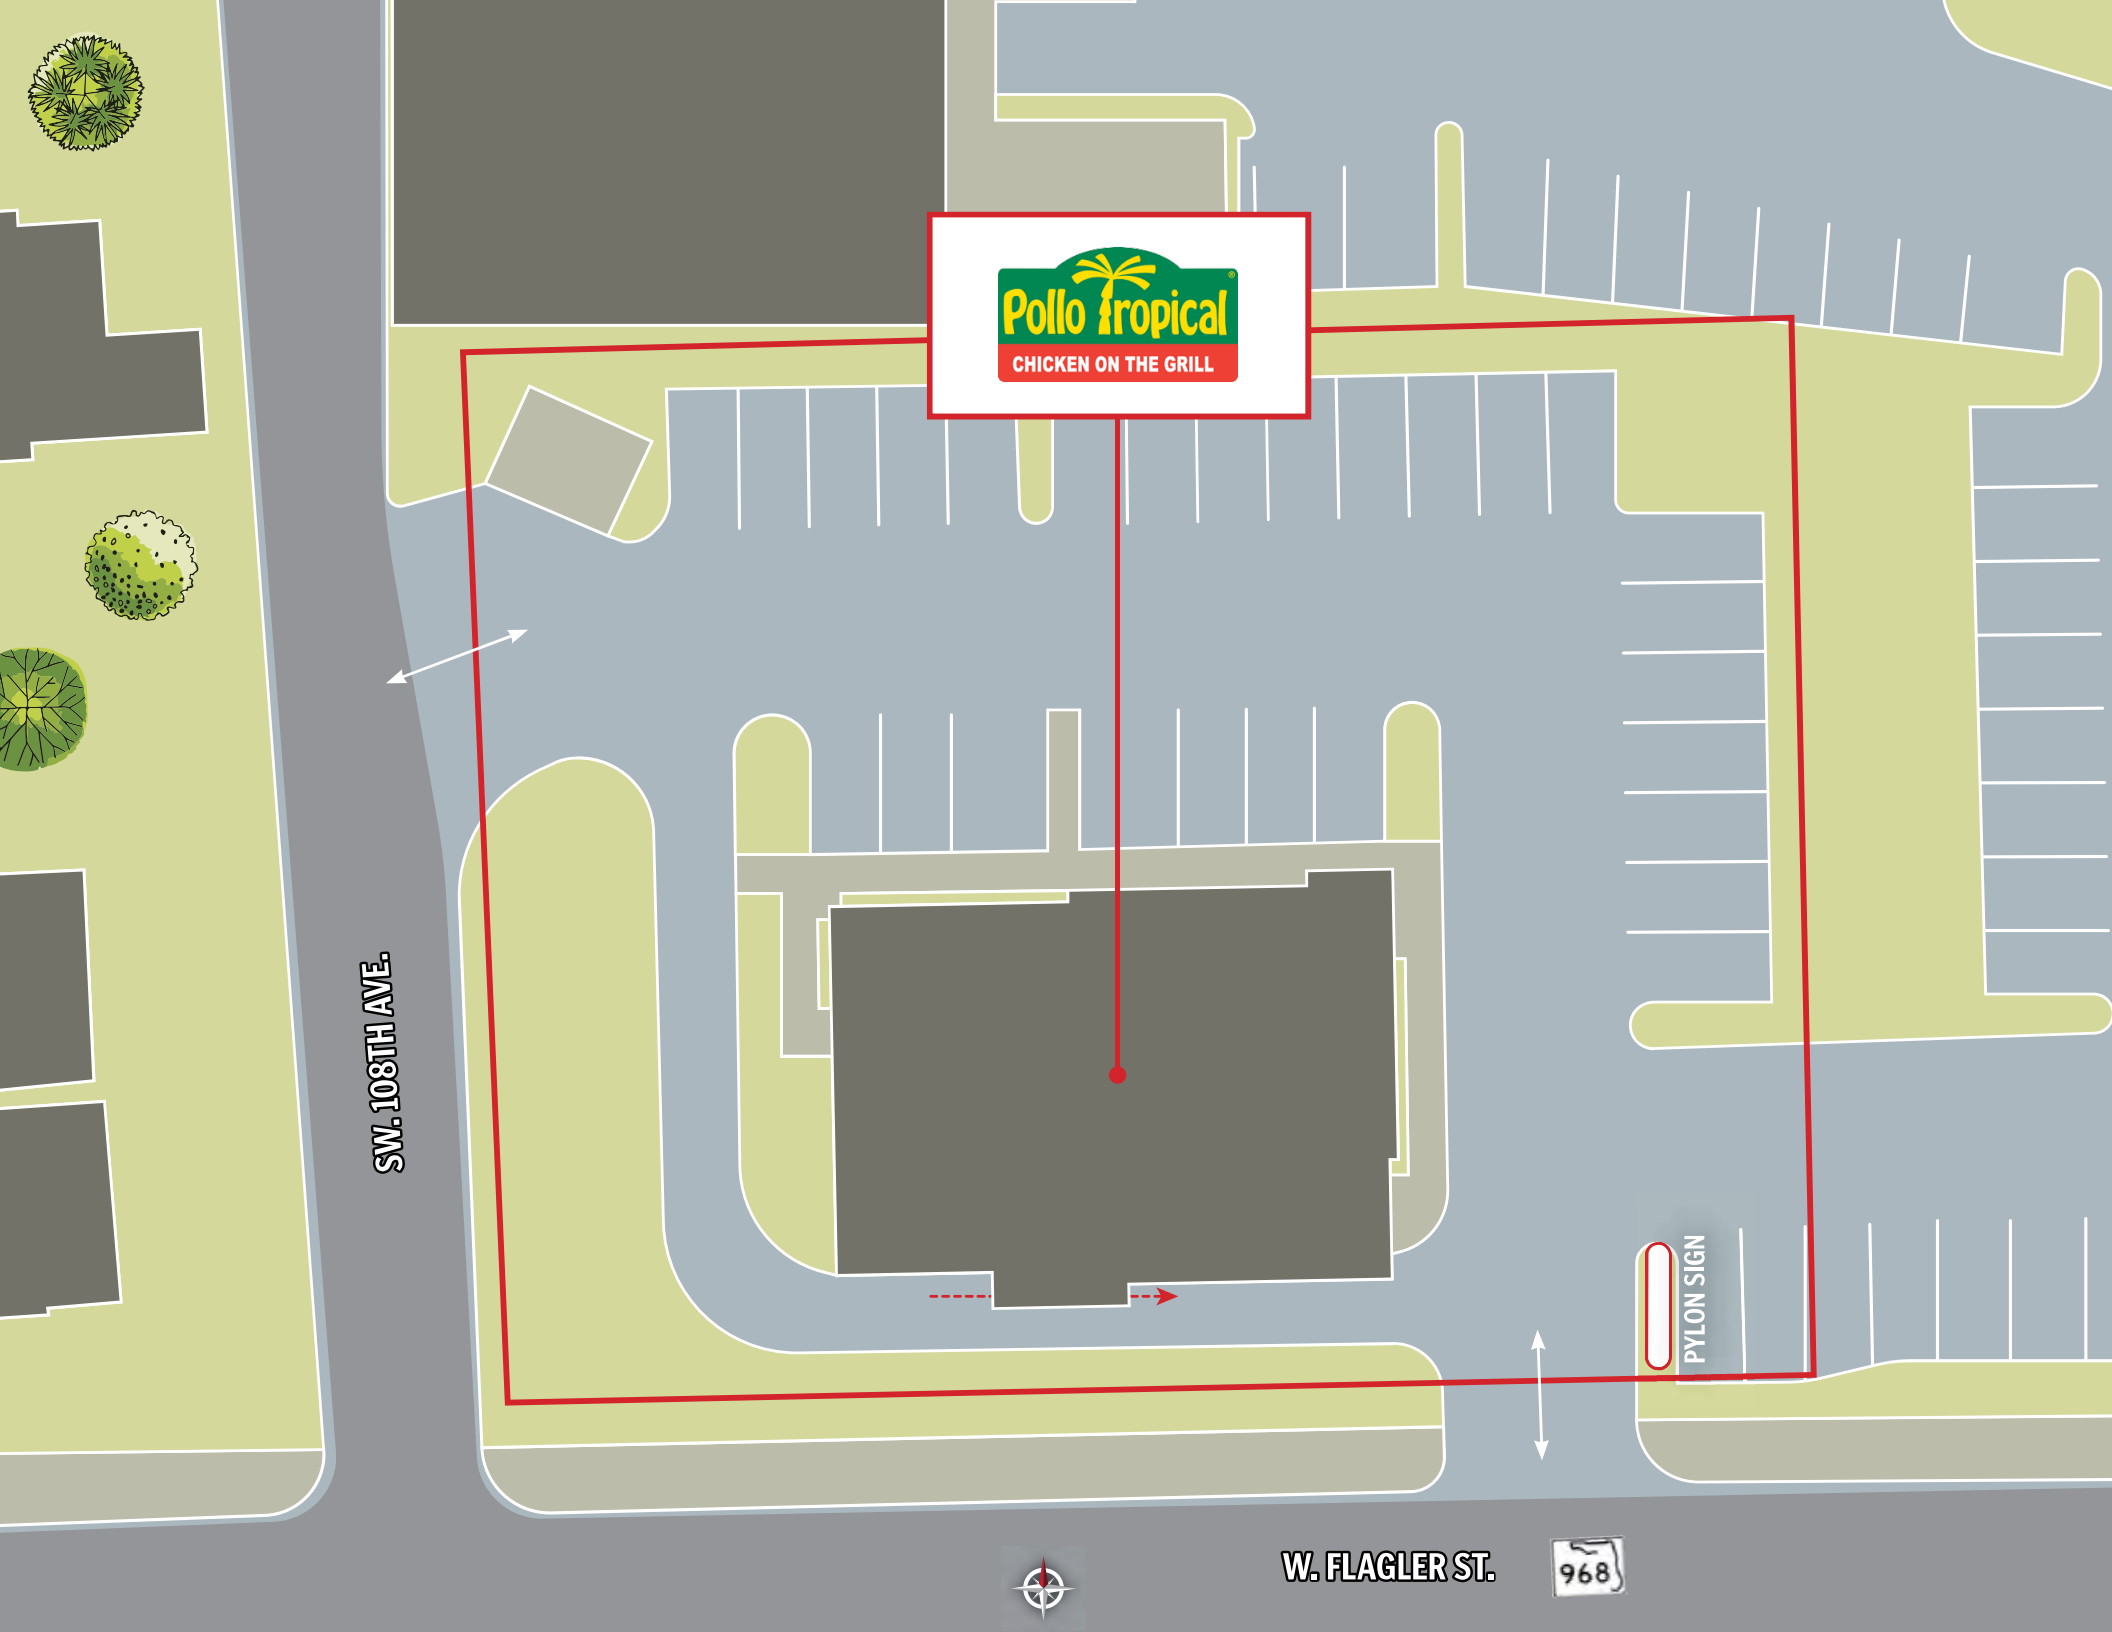 Pollo Tropical®
CHICKEN ON THE GRILL
SW. 108TH AVE.
PYLON SIGN
W. FLAGLER ST.
968